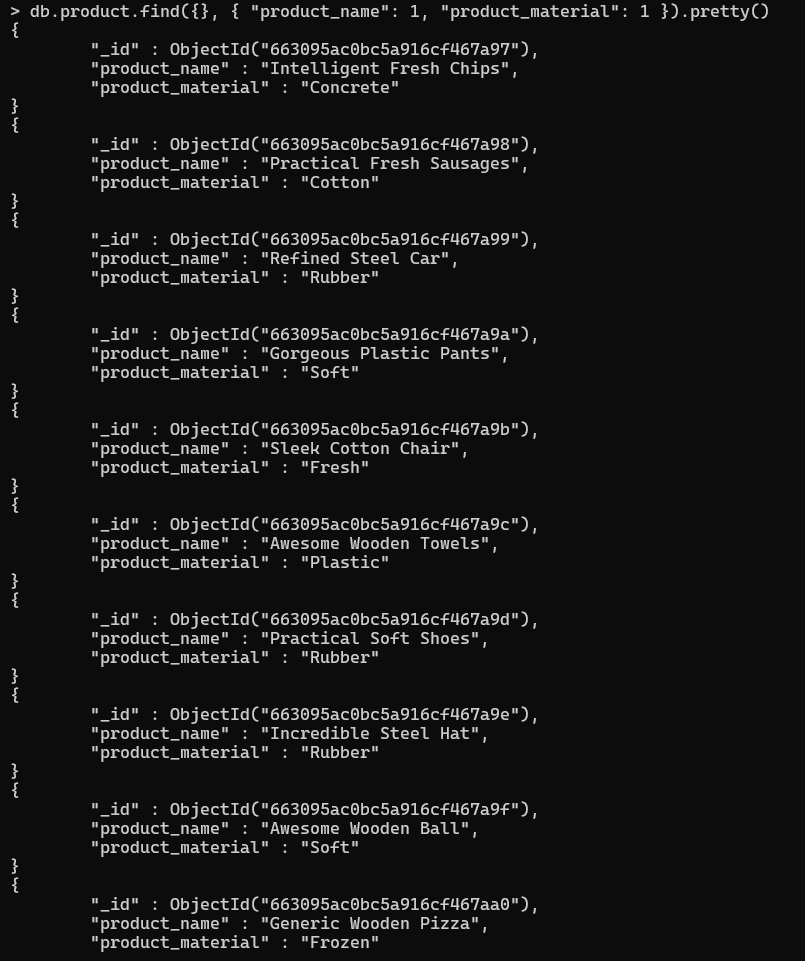 > db.product.find({}, { "product_name": 1, "product_material": 1 }).pretty()
{
        "_id" : ObjectId("663095ac0bc5a916cf467a97"),
        "product_name" : "Intelligent Fresh Chips",
        "product_material" : "Concrete"
}
{
        "_id" : ObjectId("663095ac0bc5a916cf467a98"),
        "product_name" : "Practical Fresh Sausages",
        "product_material" : "Cotton"
}
{
        "_id" : ObjectId("663095ac0bc5a916cf467a99"),
        "product_name" : "Refined Steel Car",
        "product_material" : "Rubber"
}
{
        "_id" : ObjectId("663095ac0bc5a916cf467a9a"),
        "product_name" : "Gorgeous Plastic Pants",
        "product_material" : "Soft"
}
{
        "_id" : ObjectId("663095ac0bc5a916cf467a9b"),
        "product_name" : "Sleek Cotton Chair",
        "product_material" : "Fresh"
}
{
        "_id" : ObjectId("663095ac0bc5a916cf467a9c"),
        "product_name" : "Awesome Wooden Towels",
        "product_material" : "Plastic"
}
{
        "_id" : ObjectId("663095ac0bc5a916cf467a9d"),
        "product_name" : "Practical Soft Shoes",
        "product_material" : "Rubber"
}
{
        "_id" : ObjectId("663095ac0bc5a916cf467a9e"),
        "product_name" : "Incredible Steel Hat",
        "product_material" : "Rubber"
}
{
        "_id" : ObjectId("663095ac0bc5a916cf467a9f"),
        "product_name" : "Awesome Wooden Ball",
        "product_material" : "Soft"
}
{
        "_id" : ObjectId("663095ac0bc5a916cf467aa0"),
        "product_name" : "Generic Wooden Pizza",
        "product_material" : "Frozen"